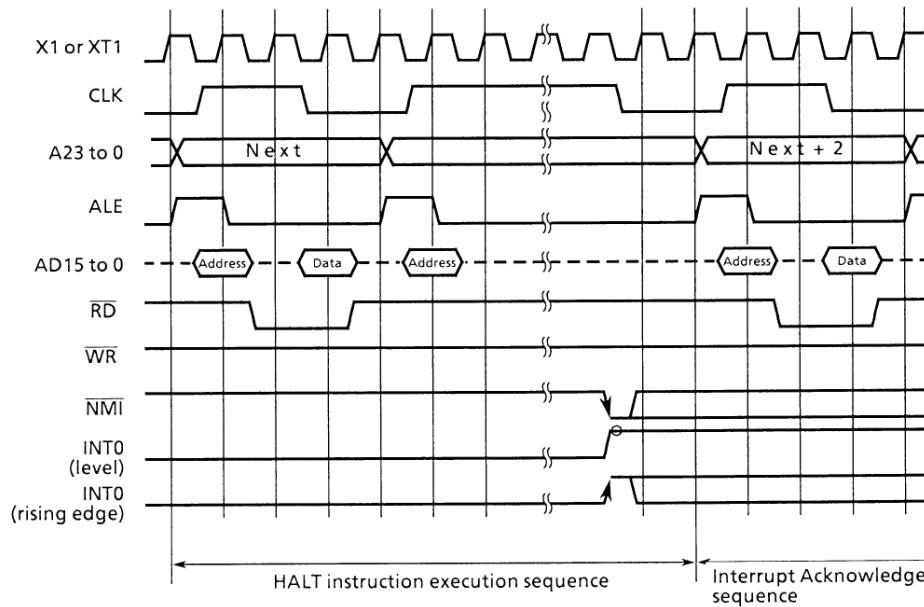 X1 or XT1
CLK
A23 to 0
Next
Next + 2
ALE
AD15 to 0
Address
Data
Address
Address
Data
RD
WR
NMI
INT0
(level)
INT0
(rising edge)
HALT instruction execution sequence
Interrupt Acknowledge
sequence